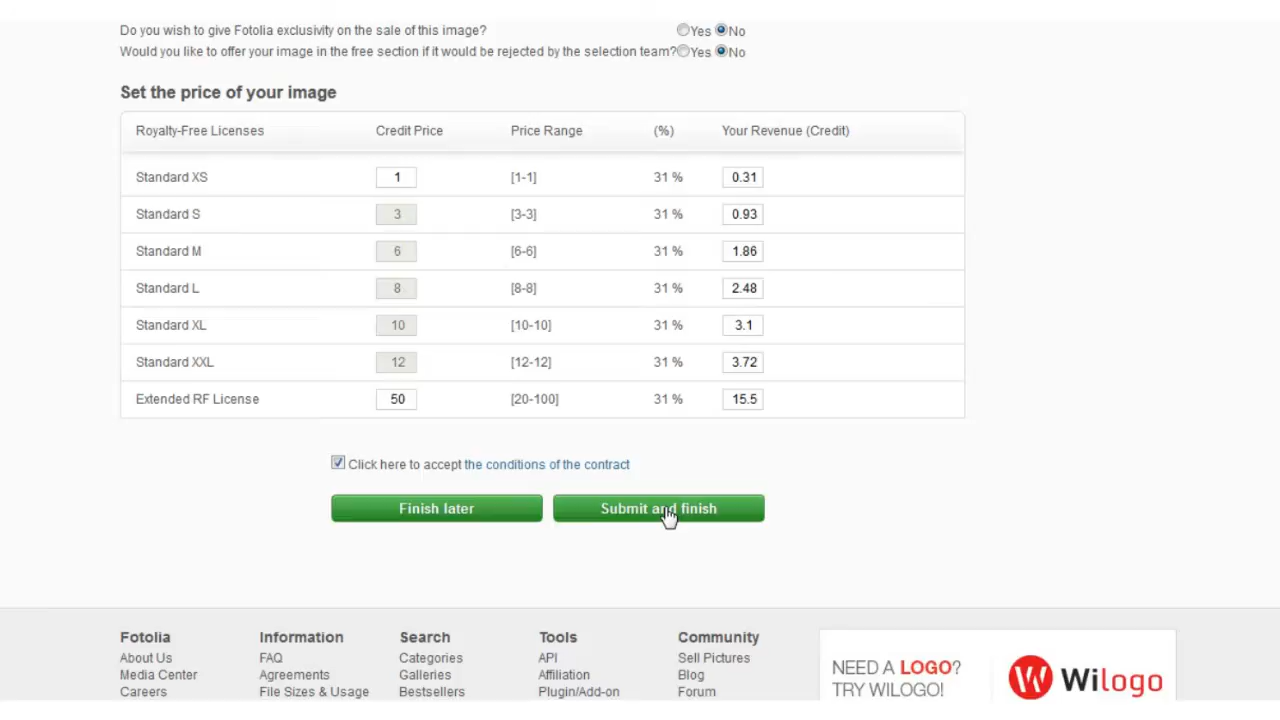 Do you wish to give Fotolia exclusivity on the sale of this image? Yes No
Would you like to offer your image in the free section if it would be rejected by the selection team? Yes No
Set the price of your image
Royalty-Free Licenses Credit Price Price Range (%) Your Revenue (Credit)
Standard XS 1 [1-1] 31 % 0.31
Standard S 3 [3-3] 31 % 0.93
Standard M 6 [6-6] 31 % 1.86
Standard L 8 [8-8] 31 % 2.48
Standard XL 10 [10-10] 31 % 3.1
Standard XXL 12 [12-12] 31 % 3.72
Extended RF License 50 [20-100] 31 % 15.5
Click here to accept the conditions of the contract
Finish later Submit and finish
Fotolia Information Search Tools Community
About Us FAQ Categories API Sell Pictures
Media Center Agreements Galleries Affiliation Blog
Careers File Sizes & Usage Bestsellers Plugin/Add-on Forum
NEED A LOGO?
TRY WILOGO!
W Wilogo